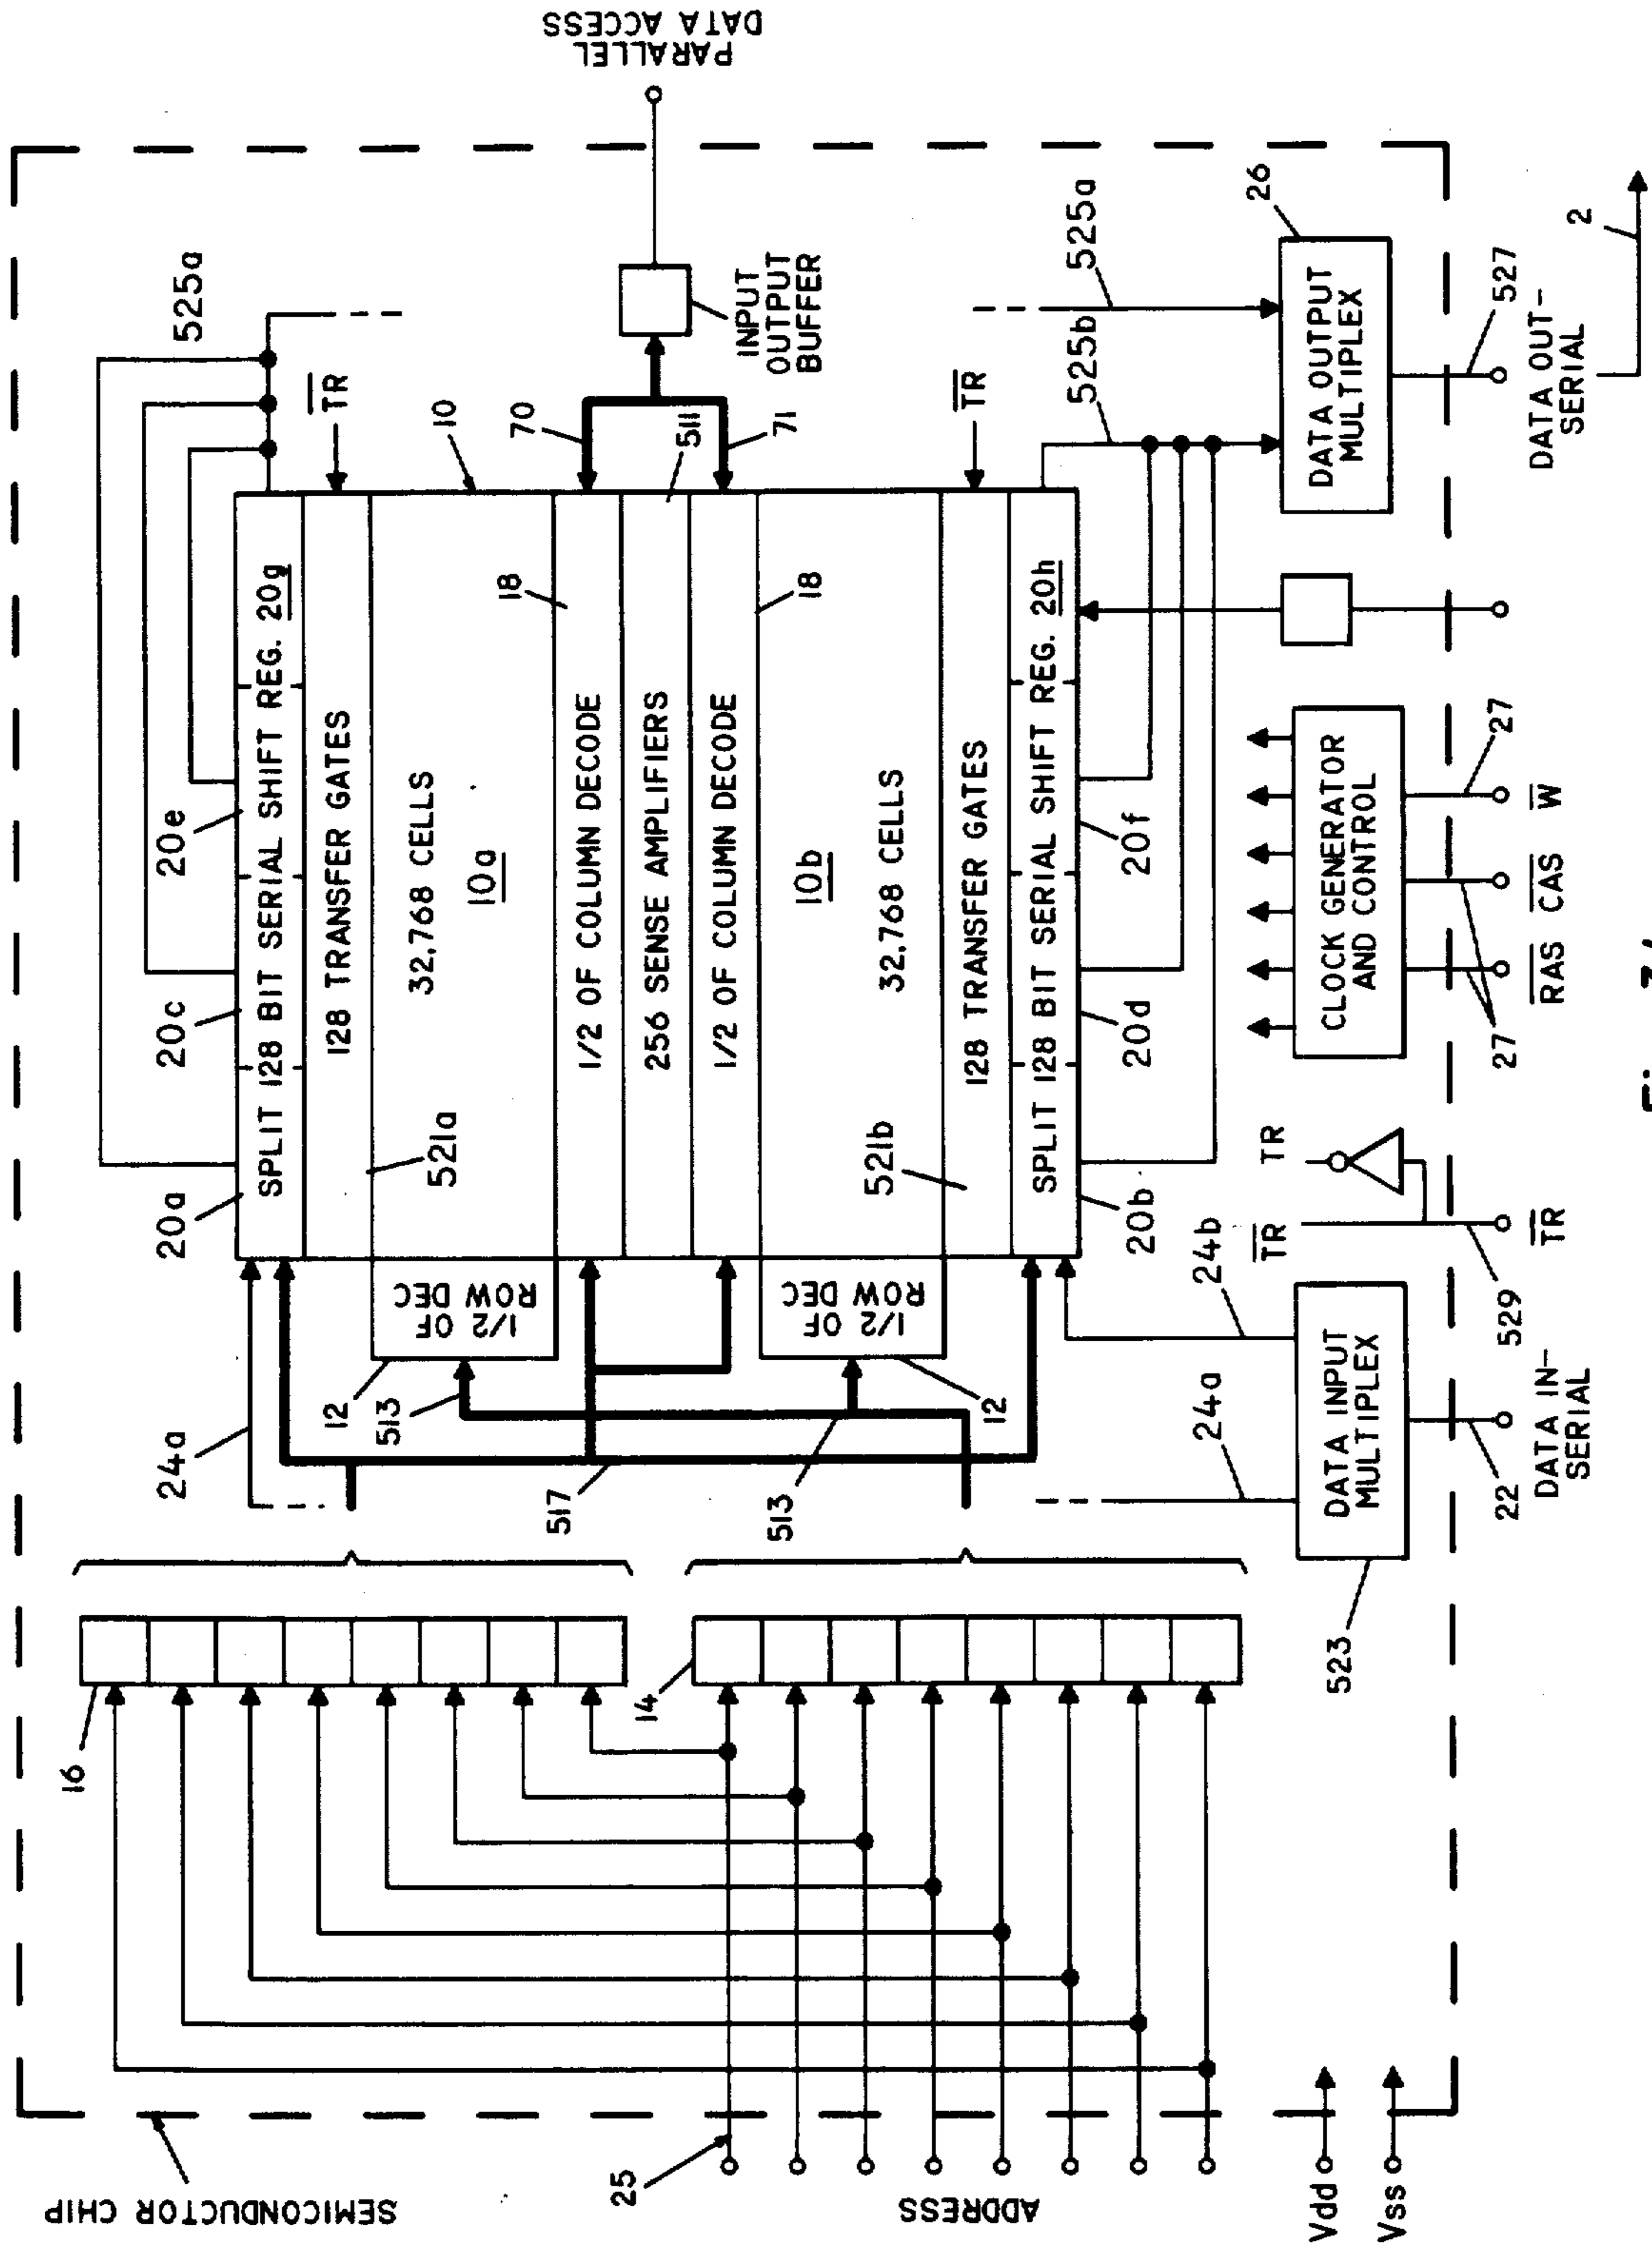 SEMICONDUCTOR CHIP
16
24a
20a
20c
20e
525a
SPLIT 128 BIT SERIAL SHIFT REG. 20g
128 TRANSFER GATES
T̅R̅
521a
32,768 CELLS
10a
10
1/2 OF
ROW DEC
12
513
18
1/2 OF COLUMN DECODE
70
256 SENSE AMPLIFIERS
511
1/2 OF COLUMN DECODE
71
18
INPUT
OUTPUT
BUFFER
PARALLEL
DATA ACCESS
517
25
ADDRESS
14
513
12
1/2 OF
ROW DEC
10b
32,768 CELLS
521b
128 TRANSFER GATES
T̅R̅
SPLIT 128 BIT SERIAL SHIFT REG. 20h
525b
525a
20b
20d
20f
24a
24b
T̅R̅
TR
26
523
DATA INPUT
MULTIPLEX
CLOCK GENERATOR
AND CONTROL
DATA OUTPUT
MULTIPLEX
Vdd
Vss
22
529
27
27
527
DATA IN-
SERIAL
T̅R̅
R̅A̅S̅
C̅A̅S̅
W̅
DATA OUT-
SERIAL
2